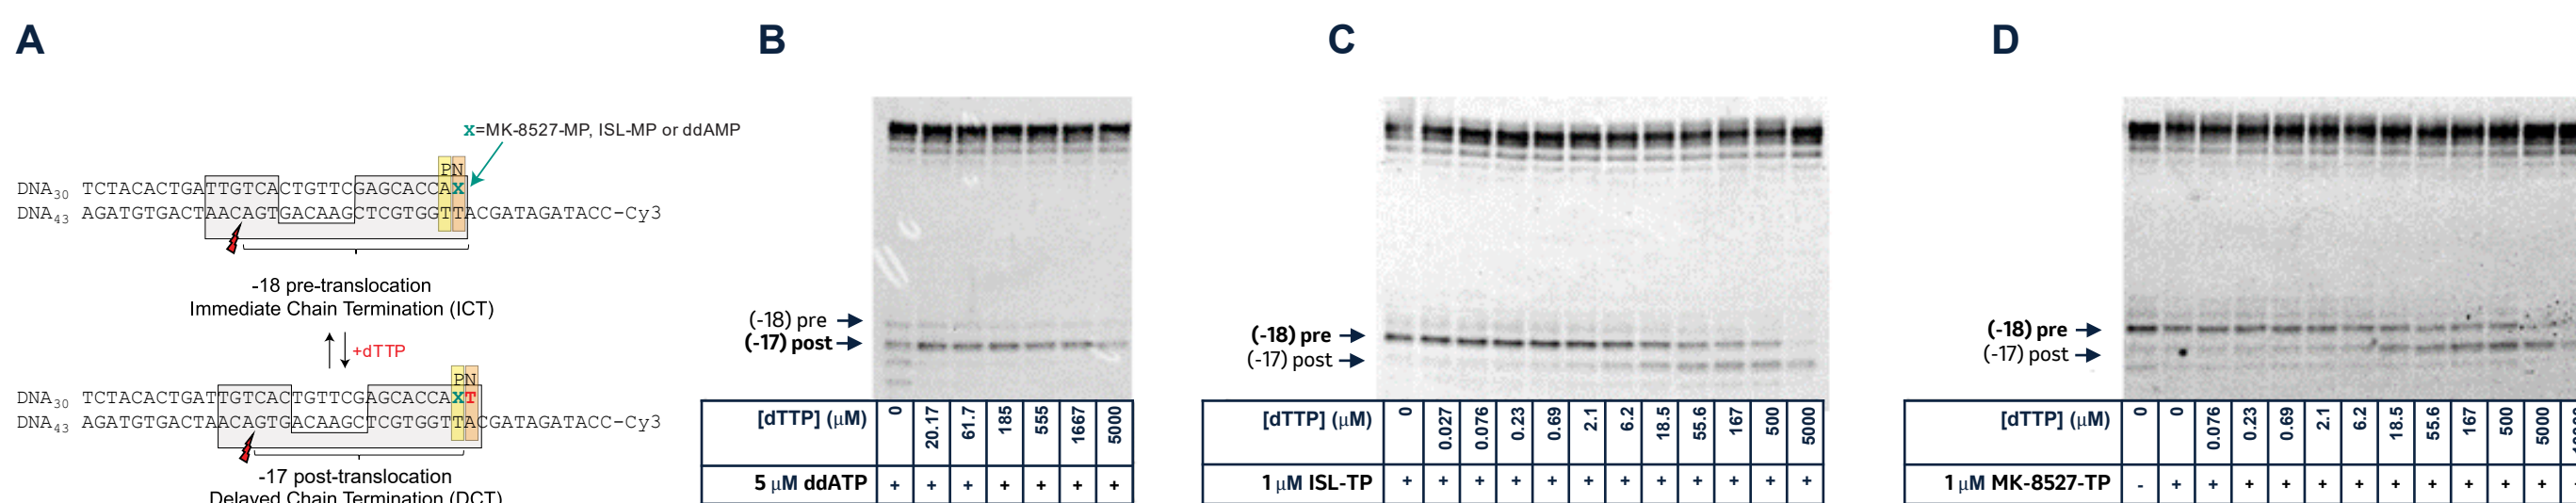 A
B
C
D
X=MK-8527-MP, ISL-MP or ddAMP
PN
DNA30 TCTACACTGATTGTCACTGTTCGAGCACCAX
DNA43 AGATGTGACTAACAGTGACAAGCTCGTGGTTACGATAGATACC-Cy3
-18 pre-translocation
Immediate Chain Termination (ICT)
+dTTP
PN
DNA30 TCTACACTGATTGTCACTGTTCGAGCACCAXT
DNA43 AGATGTGACTAACAGTGACAAGCTCGTGGTTACGATAGATACC-Cy3
-17 post-translocation
Delayed Chain Termination (DCT)
(-18) pre
(-17) post
[dTTP] (μM) 0 20.17 61.7 185 555 1667 5000
5 μM ddATP + + + + + + +
(-18) pre
(-17) post
[dTTP] (μM) 0 0.027 0.076 0.23 0.69 2.1 6.2 18.5 55.6 167 500 5000
1 μM ISL-TP + + + + + + + + + + + +
(-18) pre
(-17) post
[dTTP] (μM) 0 0 0.076 0.23 0.69 2.1 6.2 18.5 55.6 167 500 5000
1 μM MK-8527-TP - + + + + + + + + + + +